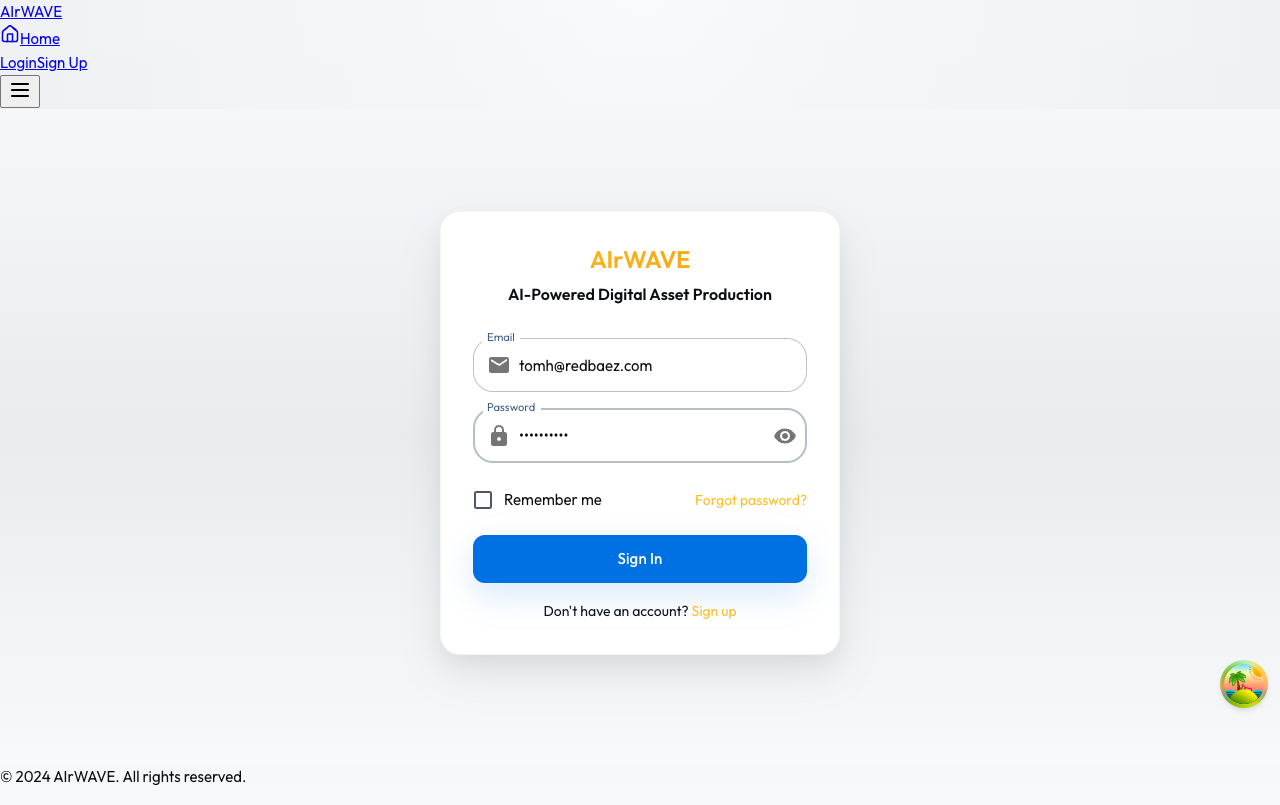 AIrWAVE
Home
LoginSign Up
AIrWAVE
AI-Powered Digital Asset Production
Email
tomh@redbaez.com
Password
••••••••••
Remember me
Forgot password?
Sign In
Don't have an account? Sign up
© 2024 AIrWAVE. All rights reserved.